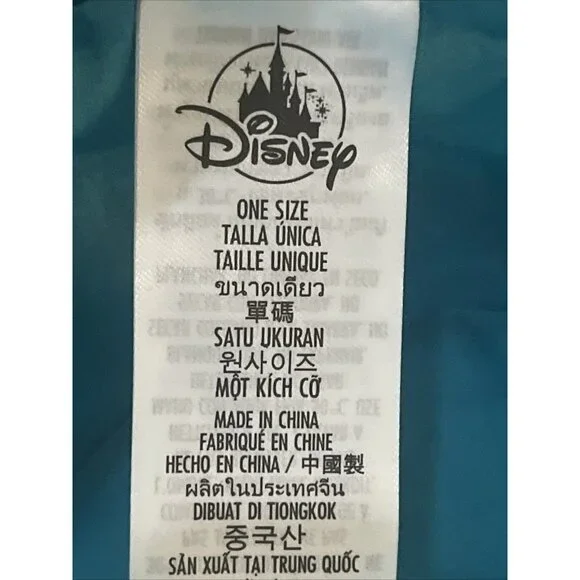 Disney
ONE SIZE
TALLA ÚNICA
TAILLE UNIQUE
ขนาดเดียว
單碼
SATU UKURAN
원사이즈
MỘT KÍCH CỠ
MADE IN CHINA
FABRIQUÉ EN CHINE
HECHO EN CHINA / 中國製
ผลิตในประเทศจีน
DIBUAT DI TIONGKOK
중국산
SẢN XUẤT TẠI TRUNG QUỐC